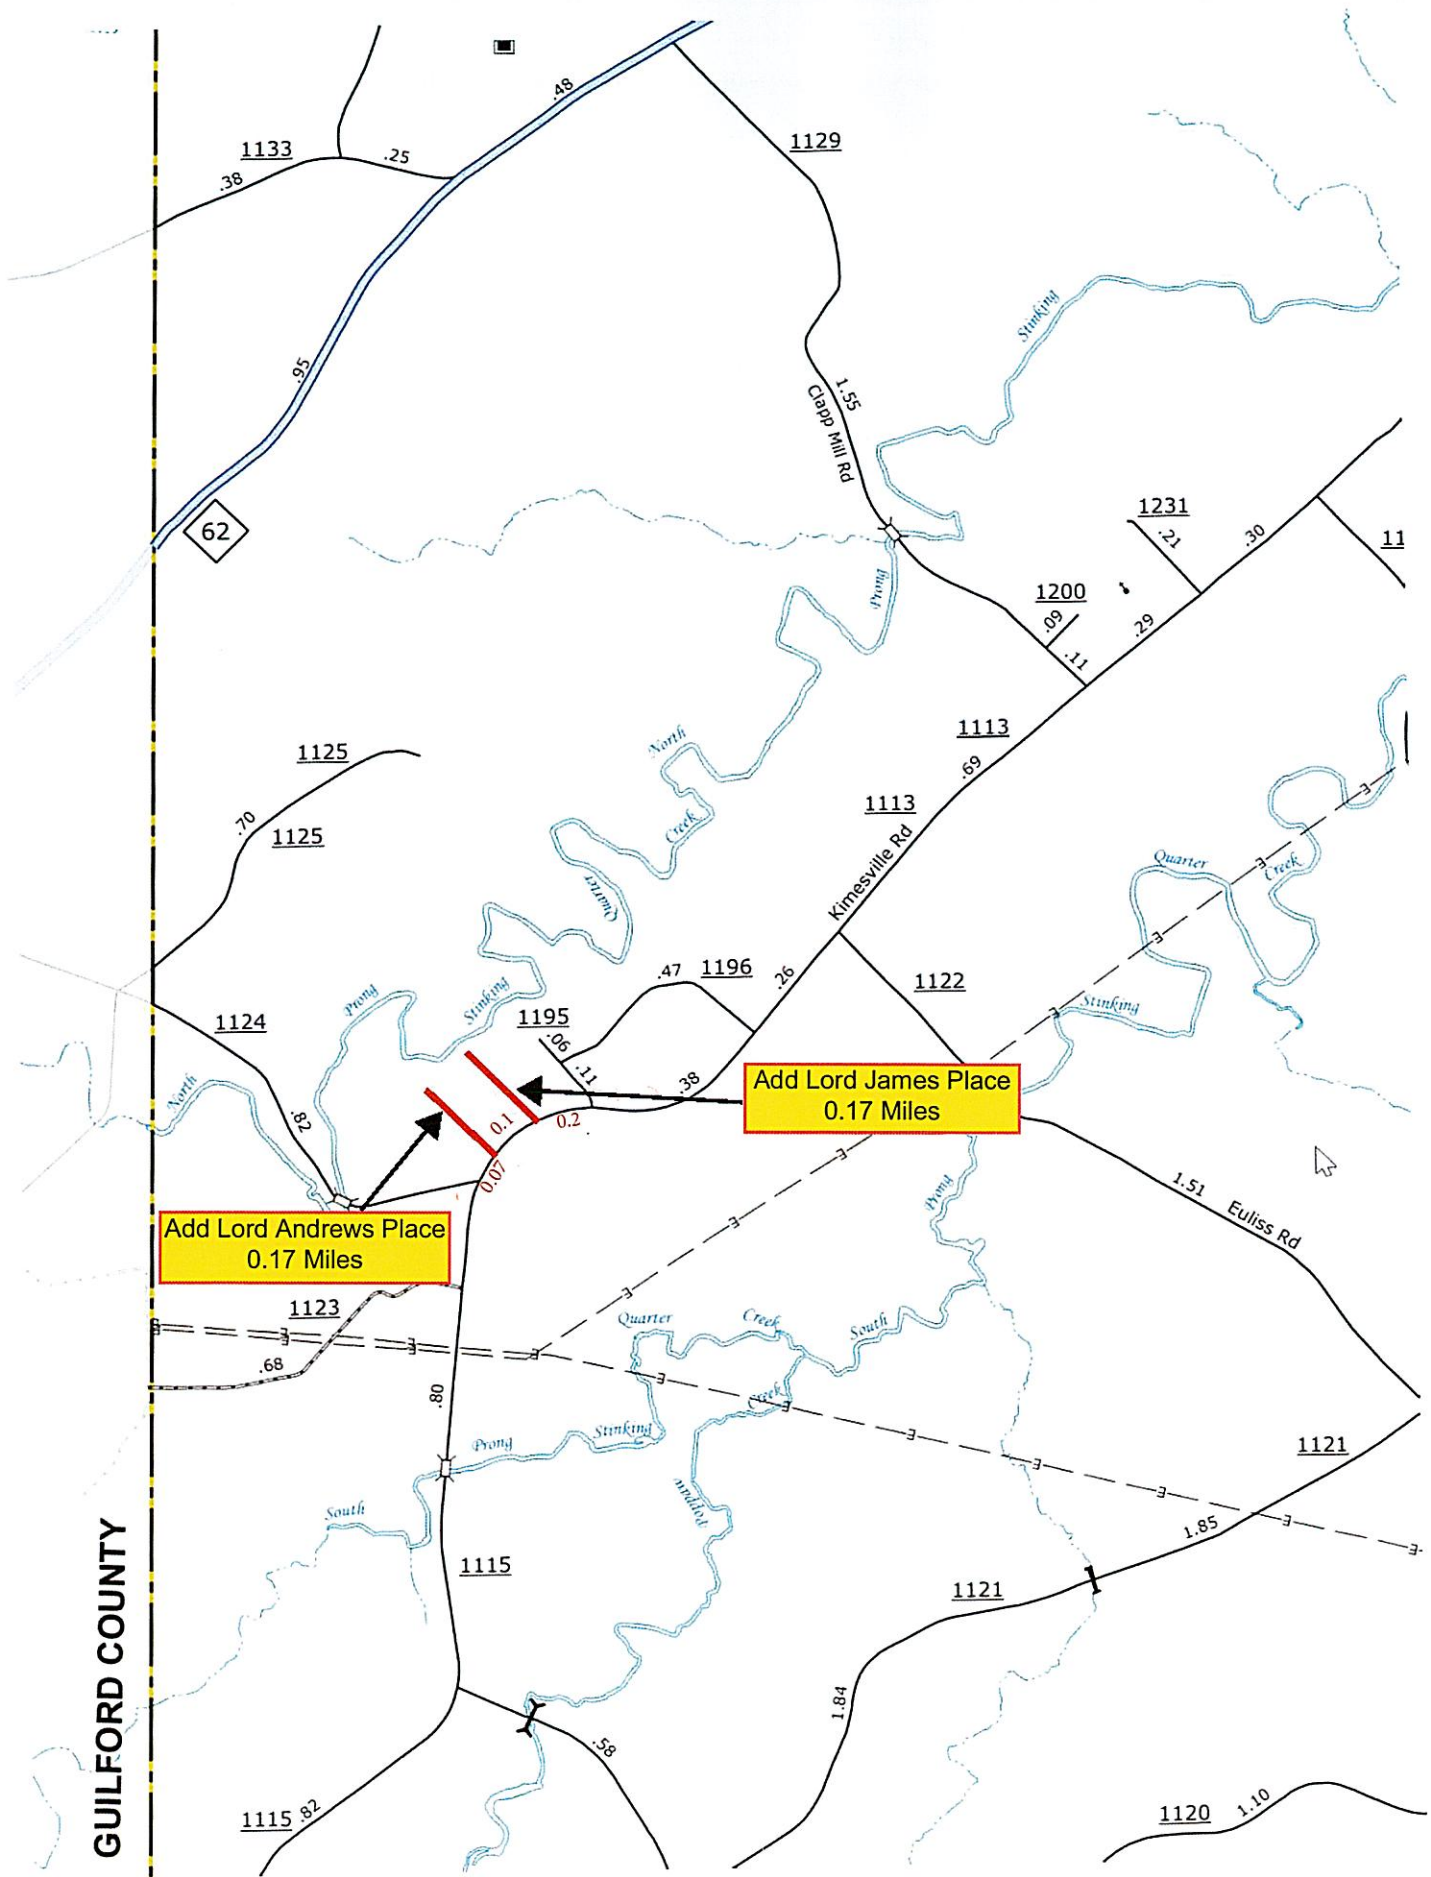 .48
1133
.25
.38
1129
Stinking
.95
1.55
Clapp Mill Rd
62
1231
.21
.30
11
Prong
1200
.09
.29
.11
1113
North
1125
.69
.70
1113
1125
Creek
Kimesville Rd
Quarter
Creek
Quarter
.47
1196
.26
1122
Prong
Stinking
Stinking
1124
1195
.06
.11
.38
North
Add Lord James Place
0.17 Miles
.82
0.1
0.2
0.07
Prong
1.51
Euliss Rd
Add Lord Andrews Place
0.17 Miles
1123
Quarter
Creek
South
.68
.80
Creek
Prong
Stinking
1121
Poppaw
South
1.85
1115
1121
GUILFORD COUNTY
1.84
.58
1115
.82
1120
1.10
E